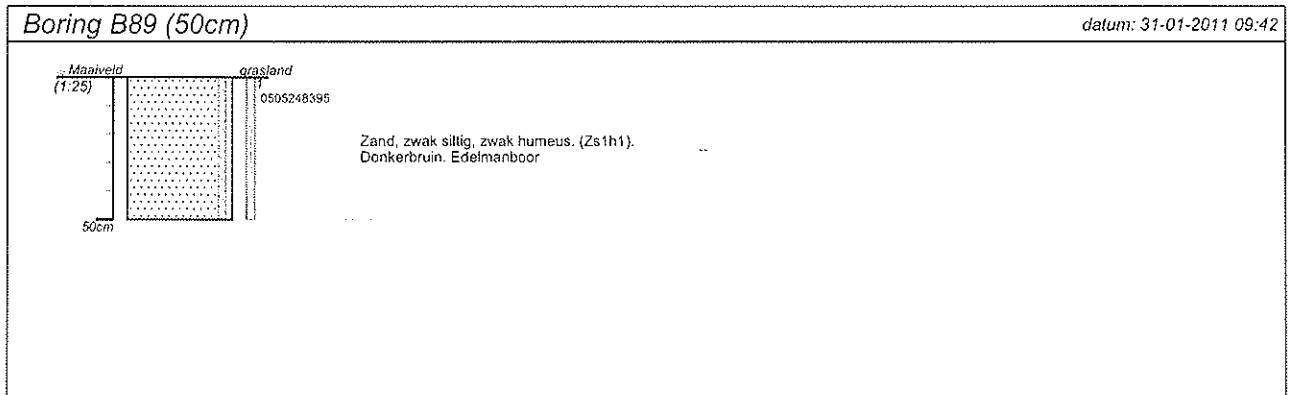 Boring B89 (50cm)
datum: 31-01-2011 09:42
Maaiveld
grasland
(1:25)
1
0505248395
Zand, zwak siltig, zwak humeus. (Zs1h1).
Donkerbruin. Edelmanboor
50cm